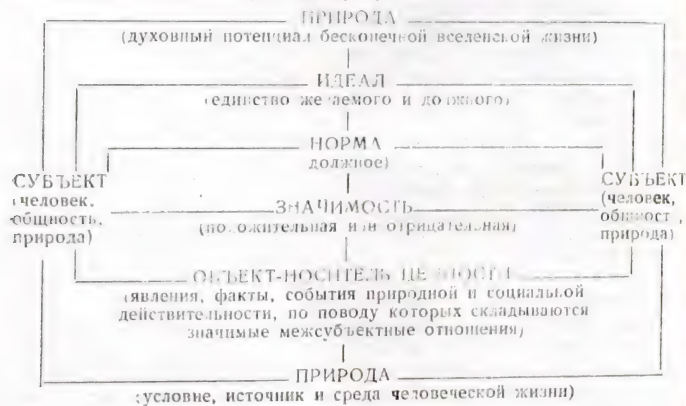 ПРИРОДА
(духовный потенциал бесконечной вселенской жизни)
ИДЕАЛ
(единство желаемого и должного)
НОРМА
должное)
СУБЪЕКТ
(человек,
общность,
природа)
ЗНАЧИМОСТЬ
(положительная или отрицательная)
СУБЪЕКТ
(человек,
общность,
природа)
ОБЪЕКТ-НОСИТЕЛЬ ЦЕННОСТИ
(явления, факты, события природной и социальной
действительности, по поводу которых складываются
значимые межсубъектные отношения)
ПРИРОДА
(условие, источник и среда человеческой жизни)